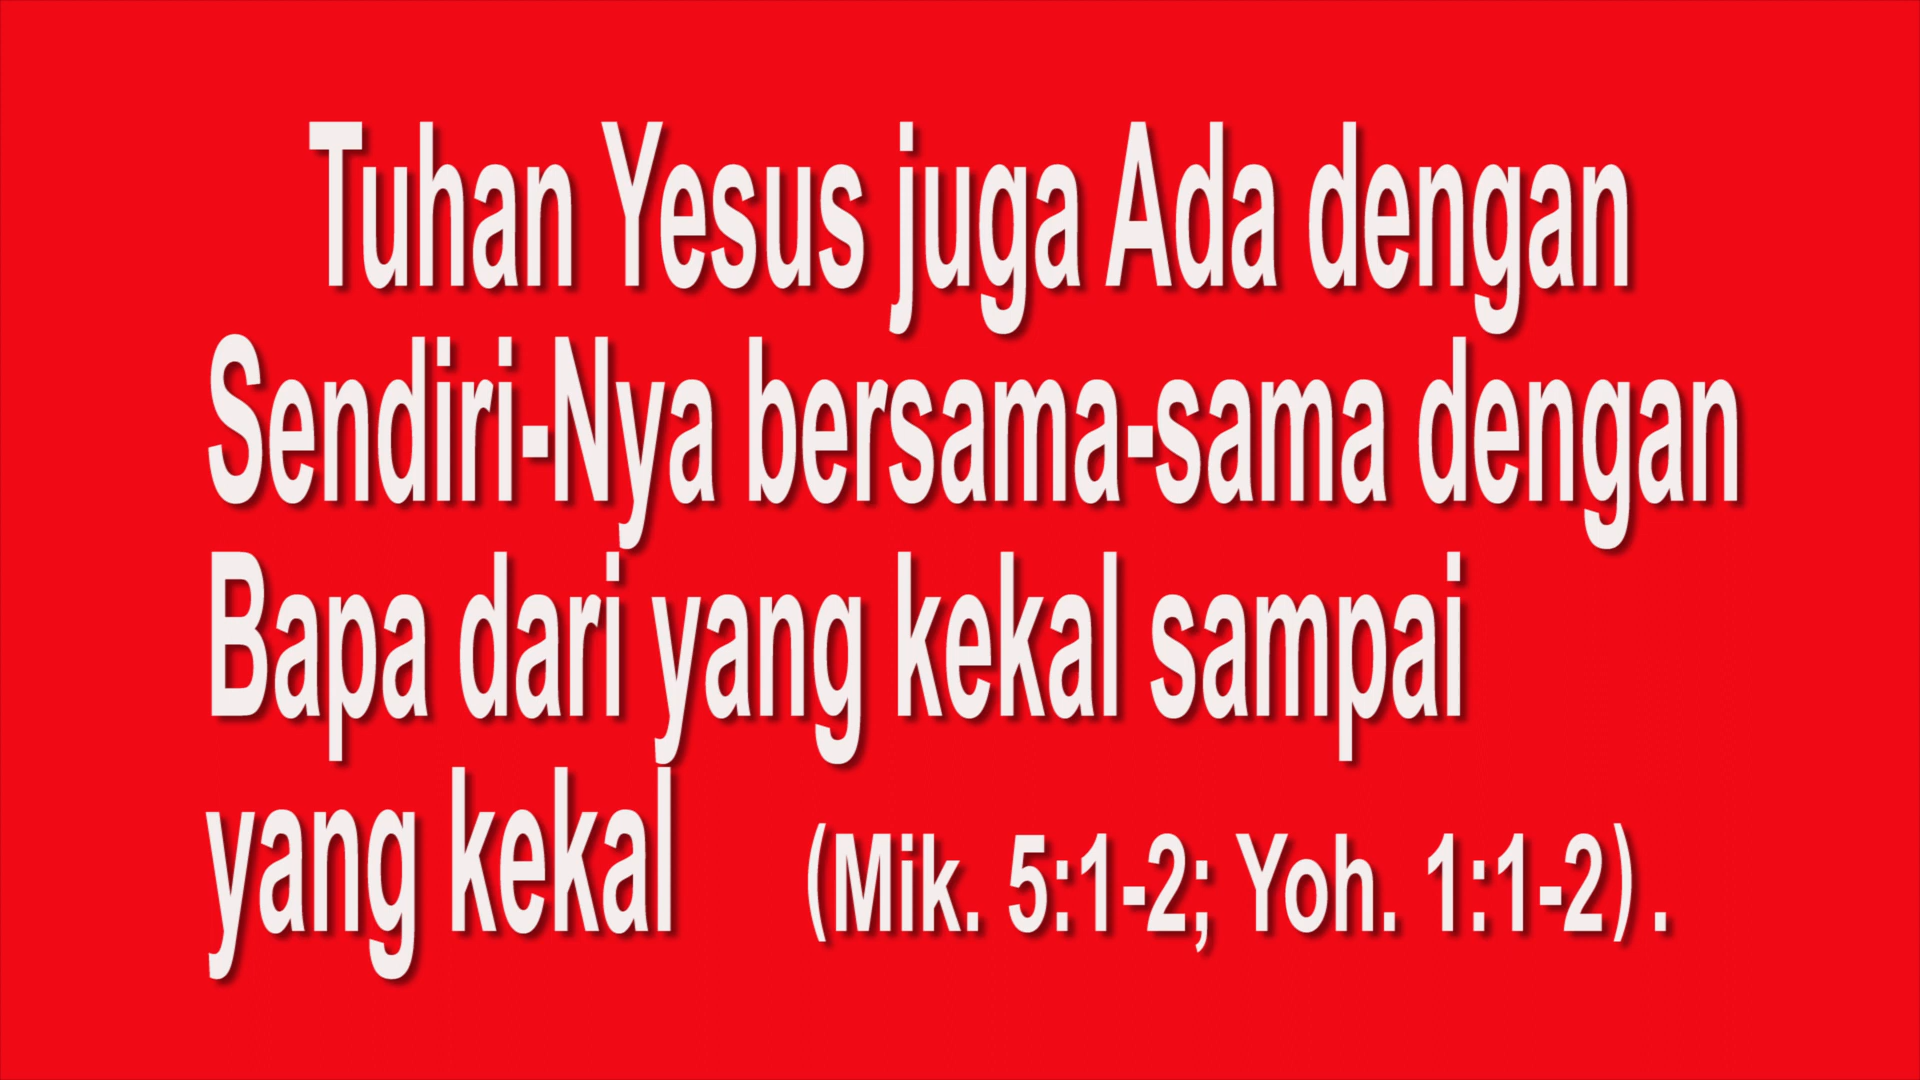 Tuhan Yesus juga Ada dengan
Sendiri-Nya bersama-sama dengan
Bapa dari yang kekal sampai
yang kekal (Mik. 5:1-2; Yoh. 1:1-2) .